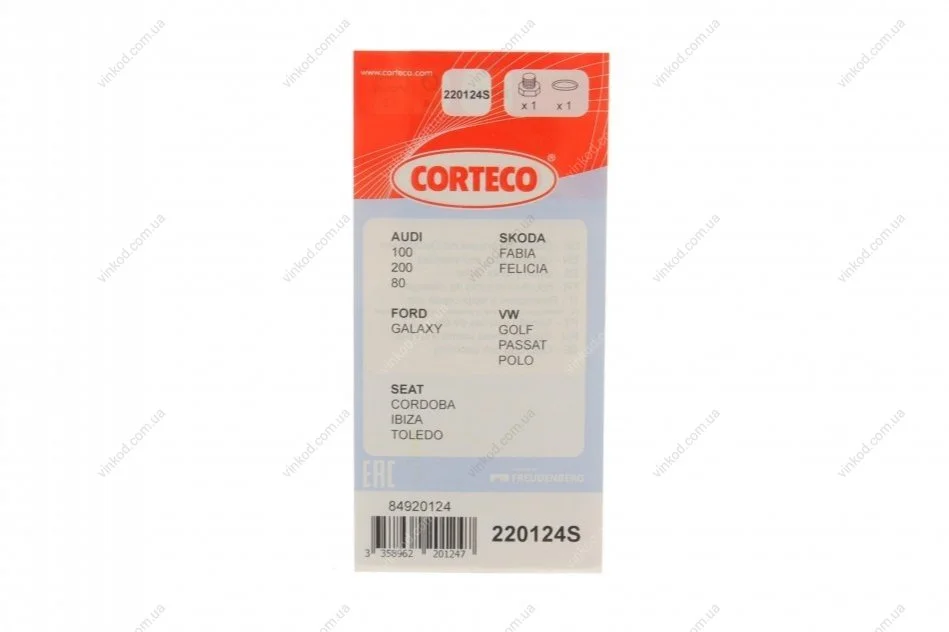 www.corteco.com
220124S
x 1 x 1
CORTECO®
AUDI
100
200
80
FORD
GALAXY
SEAT
CORDOBA
IBIZA
TOLEDO
SKODA
FABIA
FELICIA
VW
GOLF
PASSAT
POLO
EAC
FREUDENBERG
84920124
3 358962 201247
220124S
vinkod.com.ua